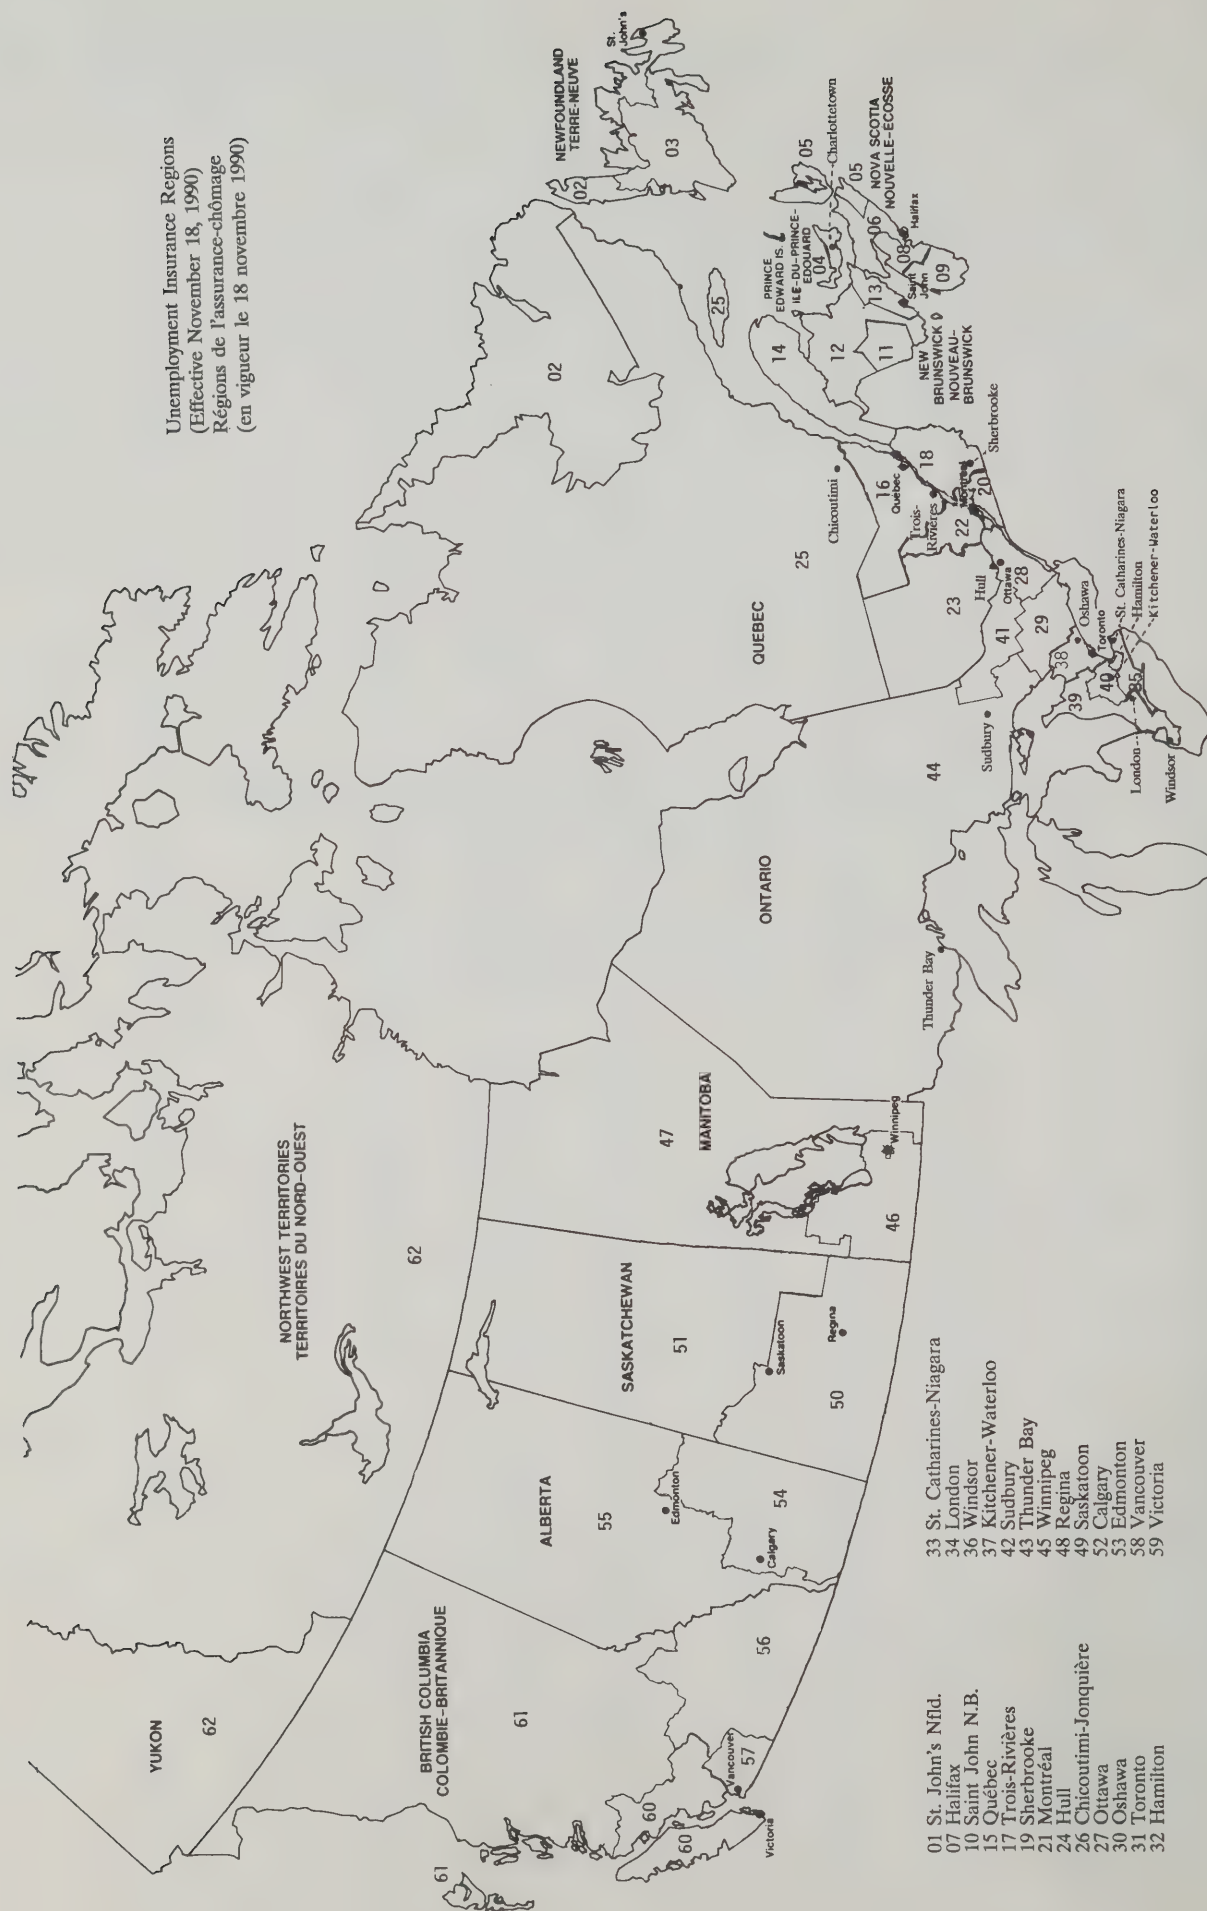 Unemployment Insurance Regions
(Effective November 18, 1990)
Régions de l'assurance-chômage
(en vigueur le 18 novembre 1990)
YUKON
62
NORTHWEST TERRITORIES
TERRITOIRES DU NORD-OUEST
62
BRITISH COLUMBIA
COLOMBIE-BRITANNIQUE
61
61
60
60
Vancouver
57
56
Victoria
ALBERTA
55
Edmonton
54
Calgary
SASKATCHEWAN
51
Saskatoon
50
Regina
47
MANITOBA
46
Winnipeg
ONTARIO
Thunder Bay
44
Sudbury
41
29
28
38
39
40
35
Ottawa
Oshawa
Toronto
St. Catharines-Niagara
Hamilton
Kitchener-Waterloo
London
Windsor
QUEBEC
25
25
23
Hull
22
Chicoutimi
16
Québec
Trois-
Rivières
18
Montréal
20
Sherbrooke
14
NEWFOUNDLAND
TERRE-NEUVE
02
02
03
St.
John's
PRINCE
EDWARD IS.
ILE-DU-PRINCE-
EDOUARD
04
Charlottetown
05
05
NOVA SCOTIA
NOUVELLE-ECOSSE
06
Halifax
08
09
13
Saint
John
12
11
NEW
BRUNSWICK
NOUVEAU-
BRUNSWICK
01 St. John's Nfld.
07 Halifax
10 Saint John N.B.
15 Québec
17 Trois-Rivières
19 Sherbrooke
21 Montréal
24 Hull
26 Chicoutimi-Jonquière
27 Ottawa
30 Oshawa
31 Toronto
32 Hamilton
33 St. Catharines-Niagara
34 London
36 Windsor
37 Kitchener-Waterloo
42 Sudbury
43 Thunder Bay
45 Winnipeg
48 Regina
49 Saskatoon
52 Calgary
53 Edmonton
58 Vancouver
59 Victoria